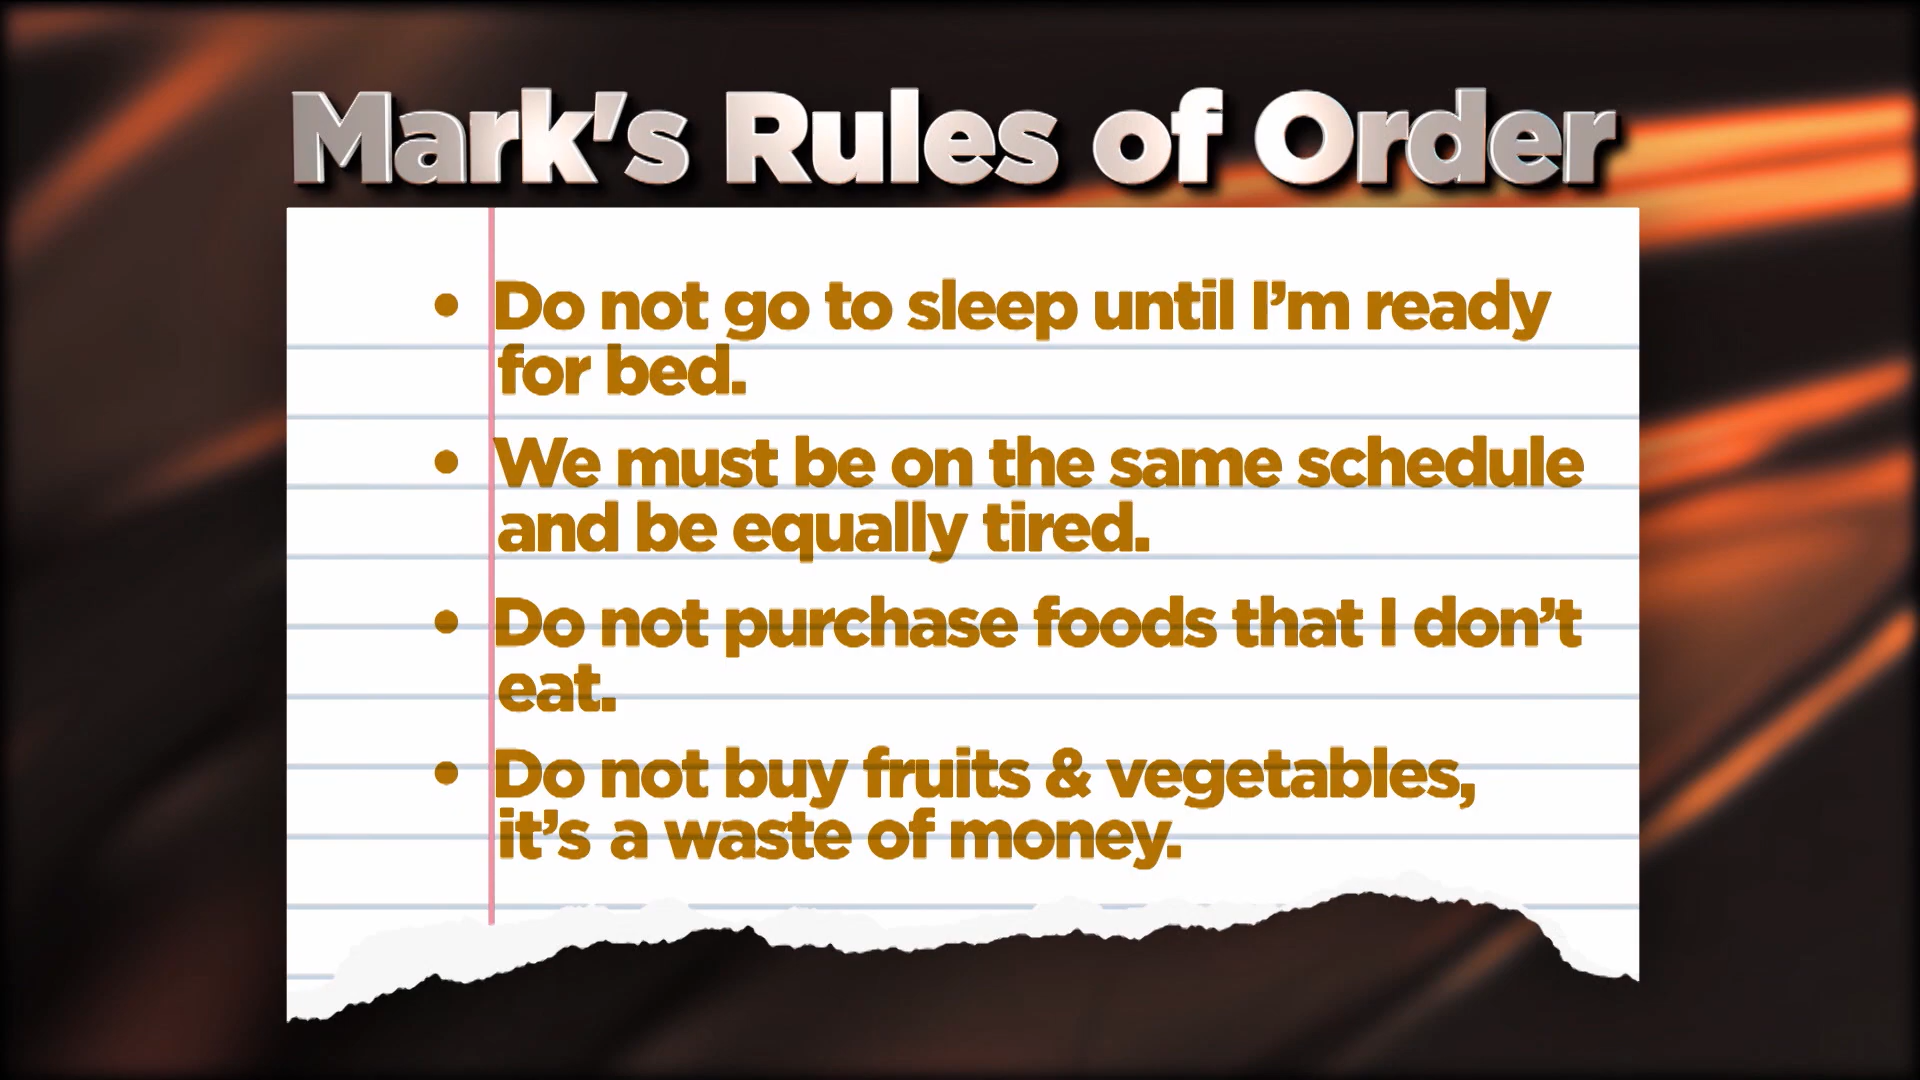 Mark's Rules of Order
• Do not go to sleep until I’m ready
for bed.
• We must be on the same schedule
and be equally tired.
• Do not purchase foods that I don’t
eat.
• Do not buy fruits & vegetables,
it’s a waste of money.